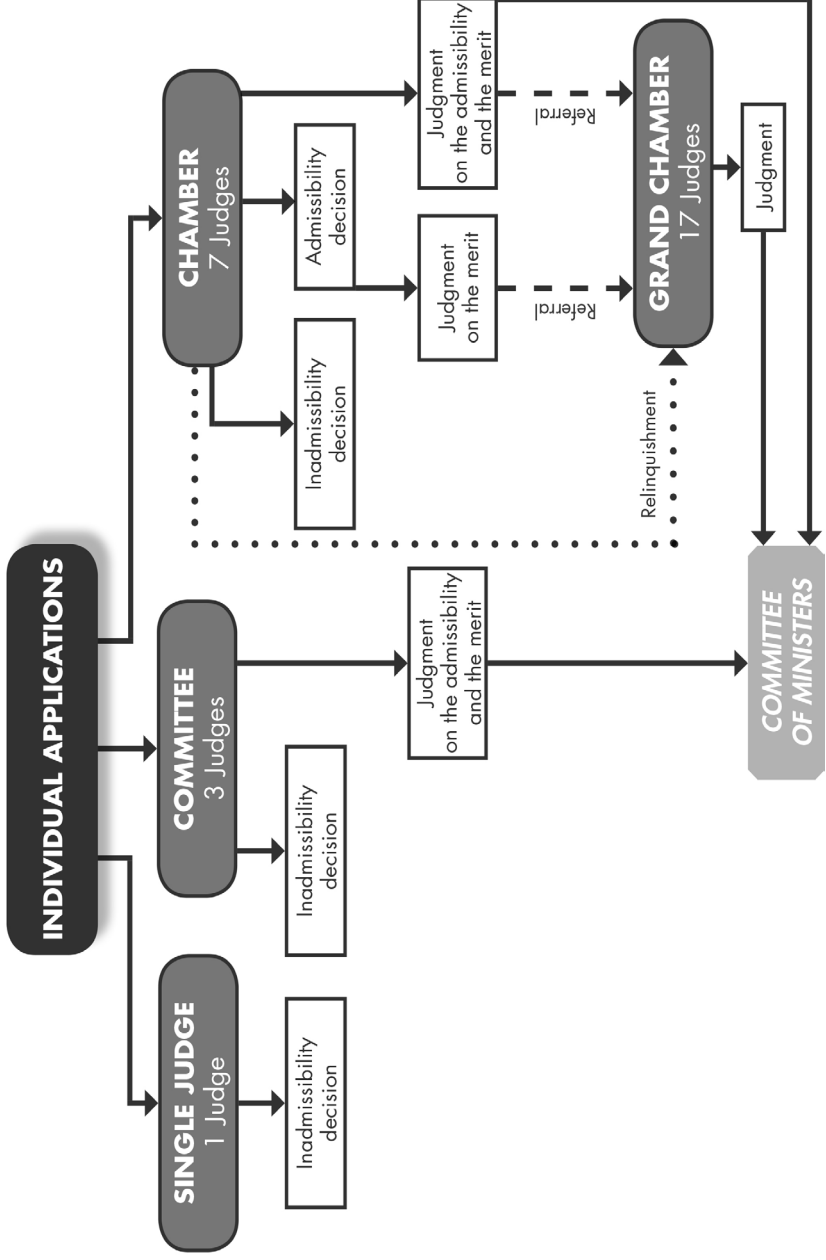 INDIVIDUAL APPLICATIONS
SINGLE JUDGE
1 Judge
COMMITTEE
3 Judges
CHAMBER
7 Judges
Inadmissibility
decision
Inadmissibility
decision
Inadmissibility
decision
Admissibility
decision
Judgment
on the admissibility
and the merit
Judgment
on the merit
Judgment
on the admissibility
and the merit
Relinquishment
Referral
Referral
GRAND CHAMBER
17 Judges
Judgment
COMMITTEE
OF MINISTERS